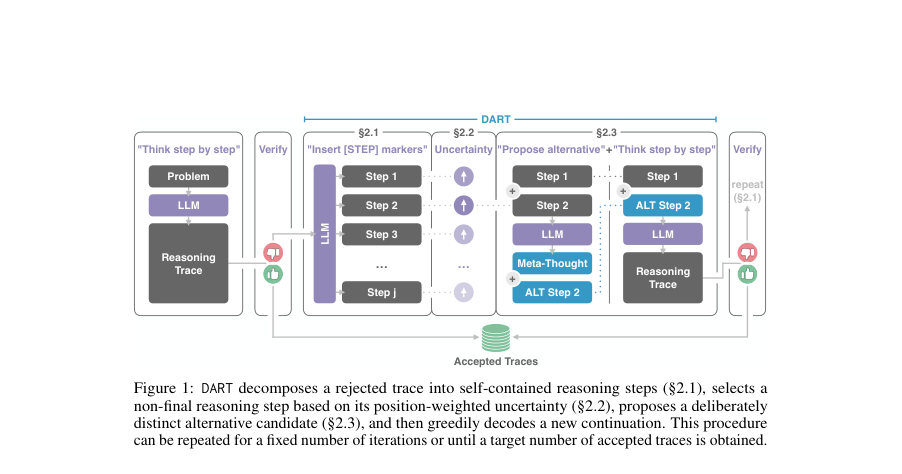 DART
§2.1
§2.2
§2.3
"Think step by step"
Verify
"Insert [STEP] markers"
Uncertainty
"Propose alternative"
+
"Think step by step"
Verify
Problem
LLM
Reasoning
Trace
LLM
Step 1
Step 2
Step 3
...
Step j
...
Step 1
+
Step 2
LLM
Meta-Thought
+
ALT Step 2
Step 1
+
ALT Step 2
LLM
Reasoning
Trace
repeat
(§2.1)
Accepted Traces
Figure 1: DART decomposes a rejected trace into self-contained reasoning steps (§2.1), selects a
non-final reasoning step based on its position-weighted uncertainty (§2.2), proposes a deliberately
distinct alternative candidate (§2.3), and then greedily decodes a new continuation. This procedure
can be repeated for a fixed number of iterations or until a target number of accepted traces is obtained.